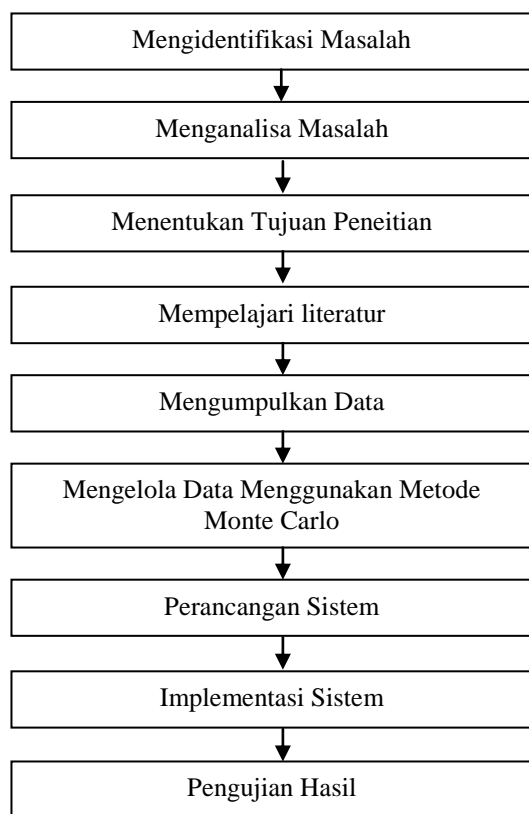 Mengidentifikasi Masalah
Menganalisa Masalah
Menentukan Tujuan Peneitian
Mempelajari literatur
Mengumpulkan Data
Mengelola Data Menggunakan Metode
Monte Carlo
Perancangan Sistem
Implementasi Sistem
Pengujian Hasil